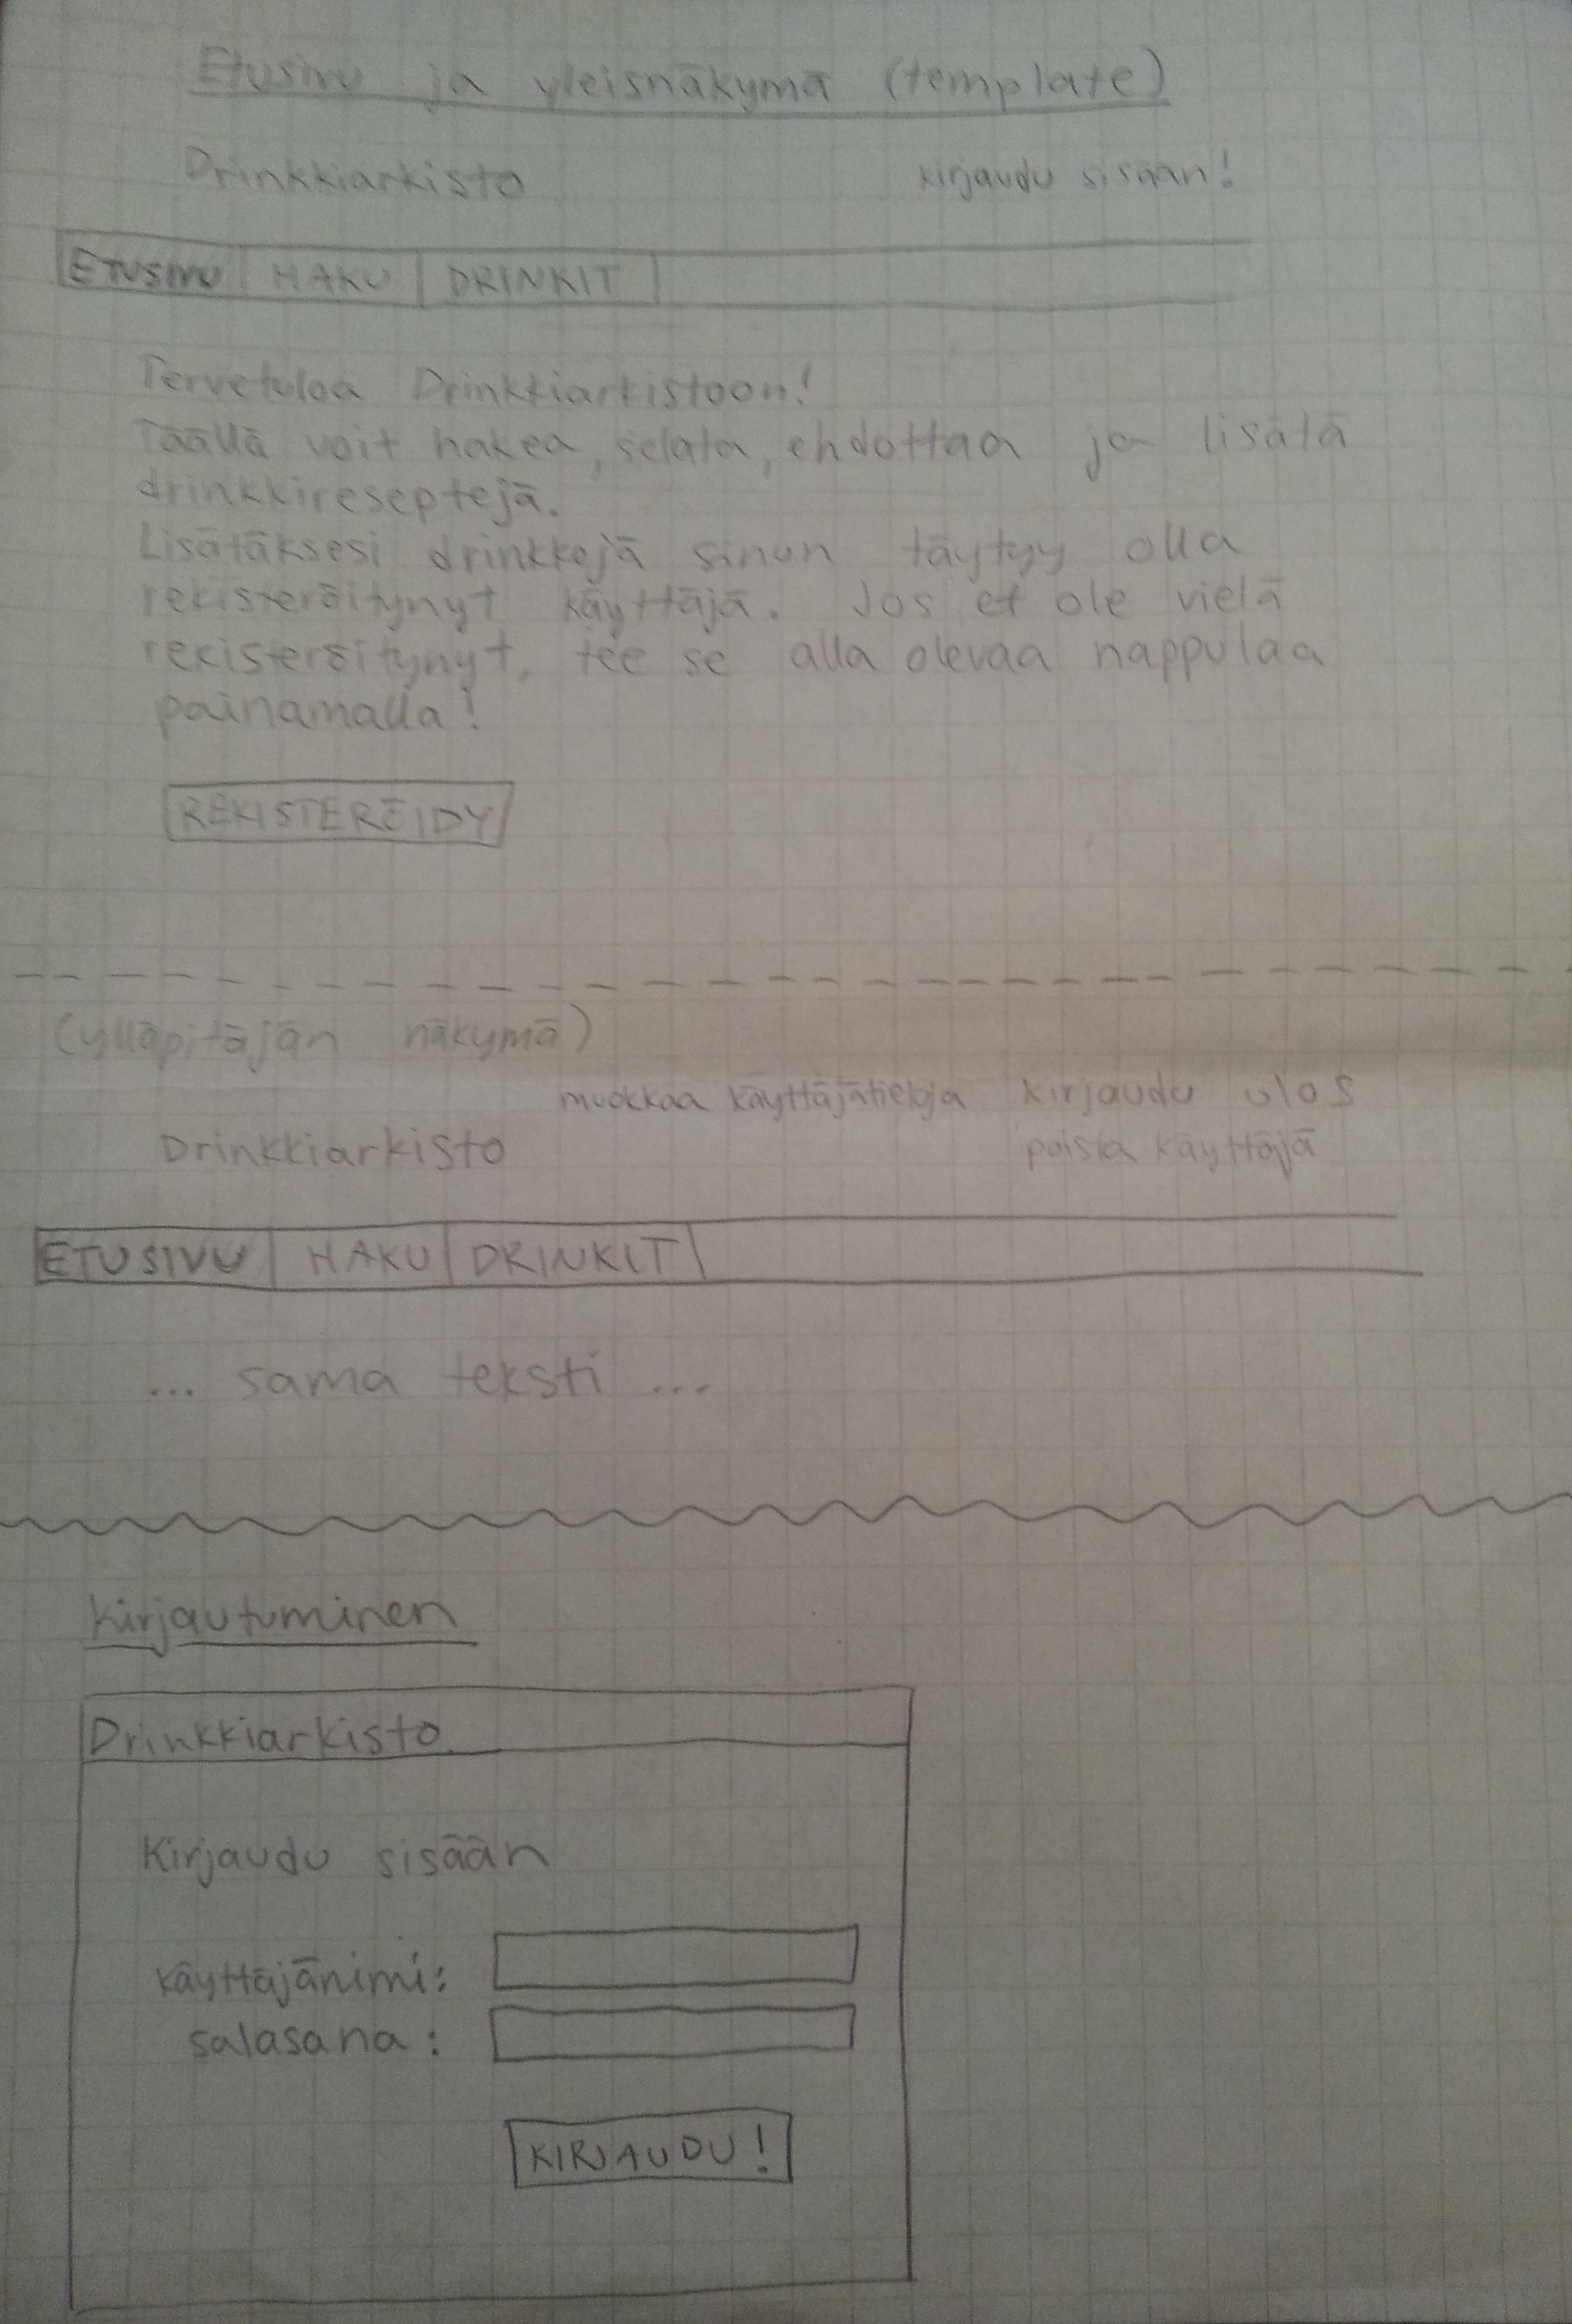 Etusivu ja yleisnäkymä (template)
Drinkkiarkisto kirjaudu sisään!
ETUSIVU | HAKU | DRINKIT |
Tervetuloa Drinkkiarkistoon!
Täällä voit hakea, selata, ehdottaa ja lisätä
drinkkireseptejä.
Lisätäksesi drinkkejä sinun täytyy olla
rekisteröitynyt käyttäjä. Jos et ole vielä
rekisteröitynyt, tee se alla olevaa nappulaa
painamalla!
REKISTERÖIDY
(ylläpitäjän näkymä)
muokkaa käyttäjätietoja kirjaudu ulos
Drinkkiarkisto poista käyttäjä
ETUSIVU | HAKU | DRINKIT |
... sama teksti ...
Kirjautuminen
Drinkkiarkisto
Kirjaudu sisään
Käyttäjänimi:
salasana:
KIRJAUDU!